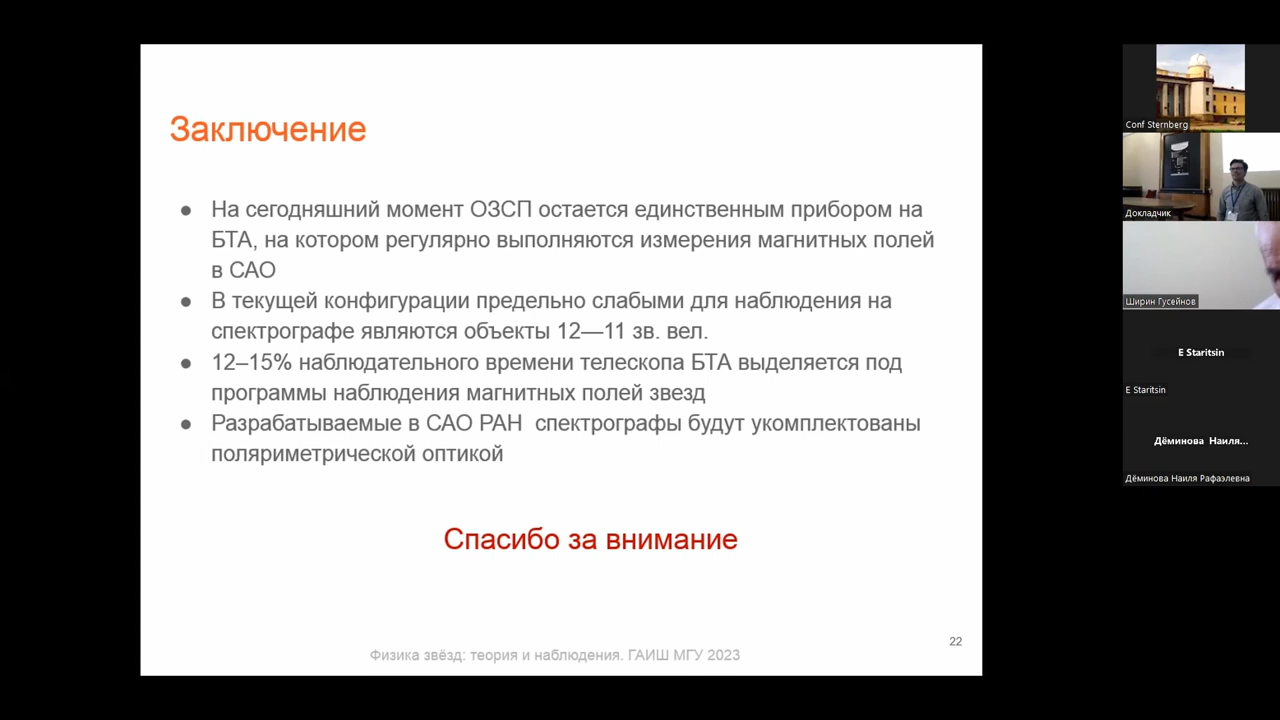 Заключение
● На сегодняшний момент ОЗСП остается единственным прибором на
БТА, на котором регулярно выполняются измерения магнитных полей
в САО
● В текущей конфигурации предельно слабыми для наблюдения на
спектрографе являются объекты 12—11 зв. вел.
● 12–15% наблюдательного времени телескопа БТА выделяется под
программы наблюдения магнитных полей звезд
● Разрабатываемые в САО РАН  спектрографы будут укомплектованы
поляриметрической оптикой
Спасибо за внимание
22
Физика звёзд: теория и наблюдения. ГАИШ МГУ 2023
Conf Sternberg
Докладчик
Ширин Гусейнов
E Staritsin
E Staritsin
Дёминова Наиля...
Дёминова Наиля Рафаэлевна